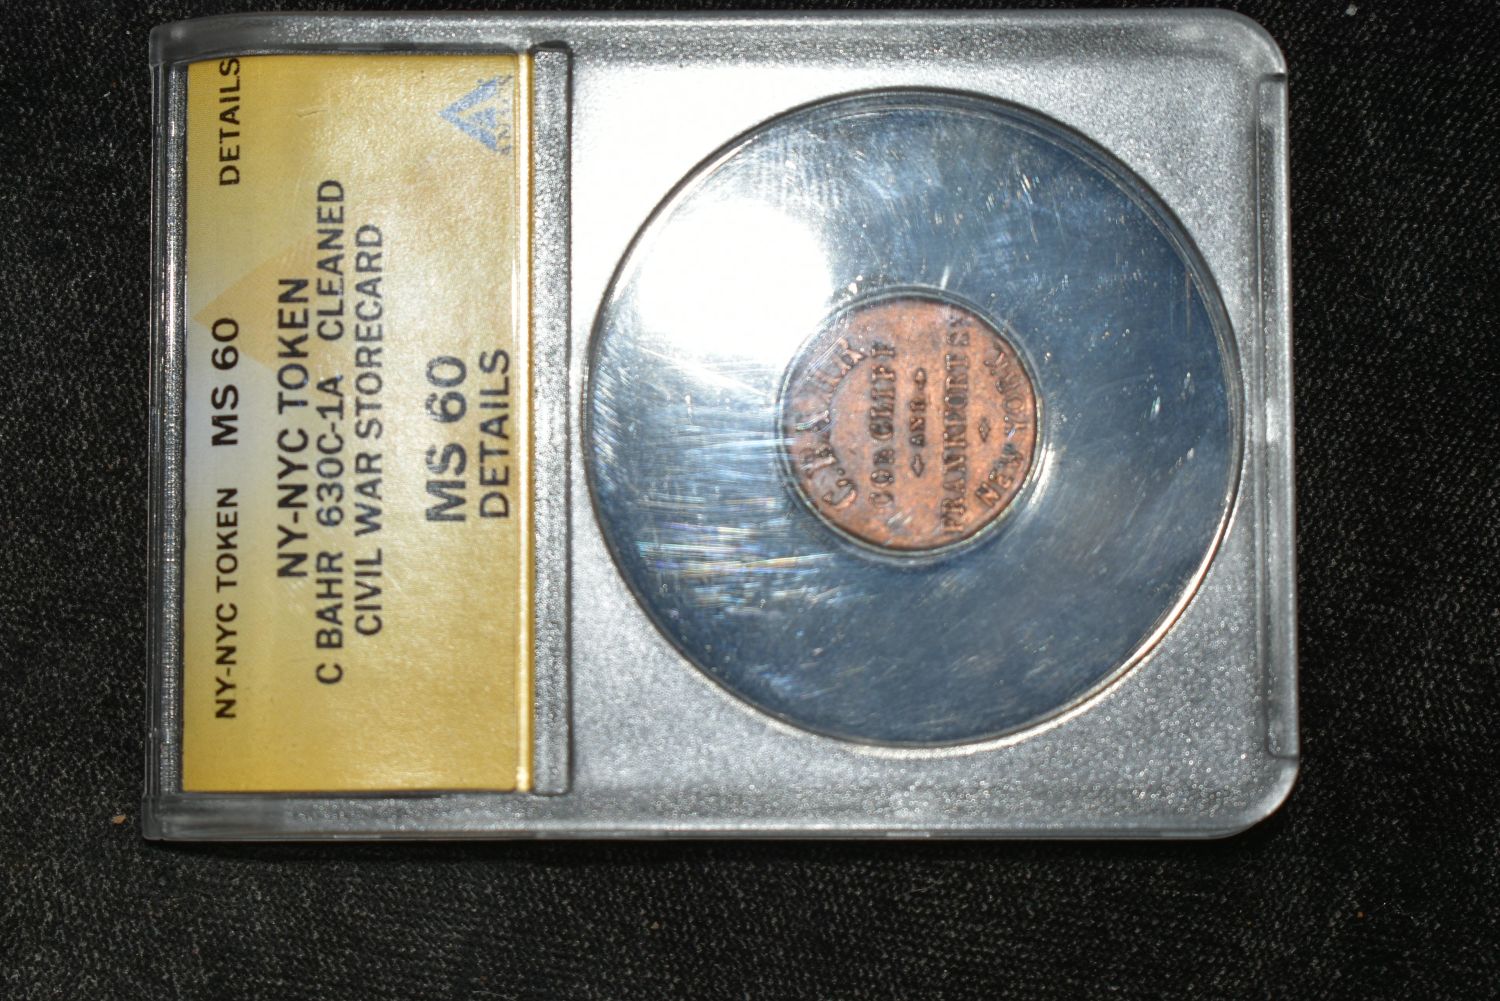 NY-NYC TOKEN MS 60 DETAILS
NY-NYC TOKEN
C BAHR 630C-1A CLEANED
CIVIL WAR STORECARD
MS 60
DETAILS
C. BAHR
COR CLIFF
AND
FRANKFORT ST
NEW YORK